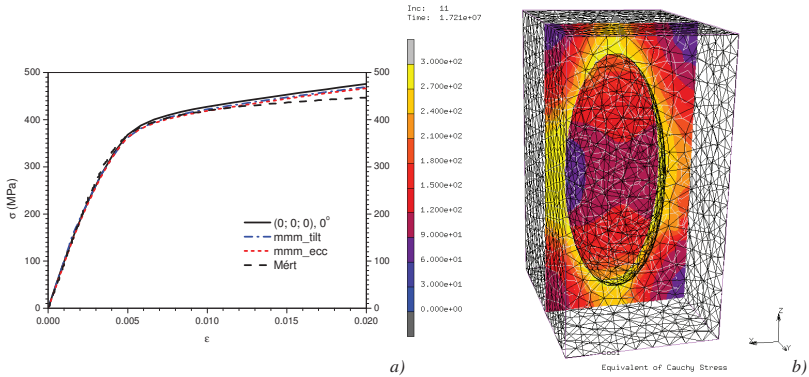 Inc: 11
Time: 1.721e+07
500
400
300
200
100
0
σ (MPa)
500
400
300
200
100
0
(0; 0; 0), 0°
mmm_tilt
mmm_ecc
Mért
0.000 0.005 0.010 0.015 0.020
ε
a)
3.000e+02
2.700e+02
2.400e+02
2.100e+02
1.800e+02
1.500e+02
1.200e+02
9.000e+01
6.000e+01
3.000e+01
0.000e+00
cool
Equivalent of Cauchy Stress
Z
X
Y
b)